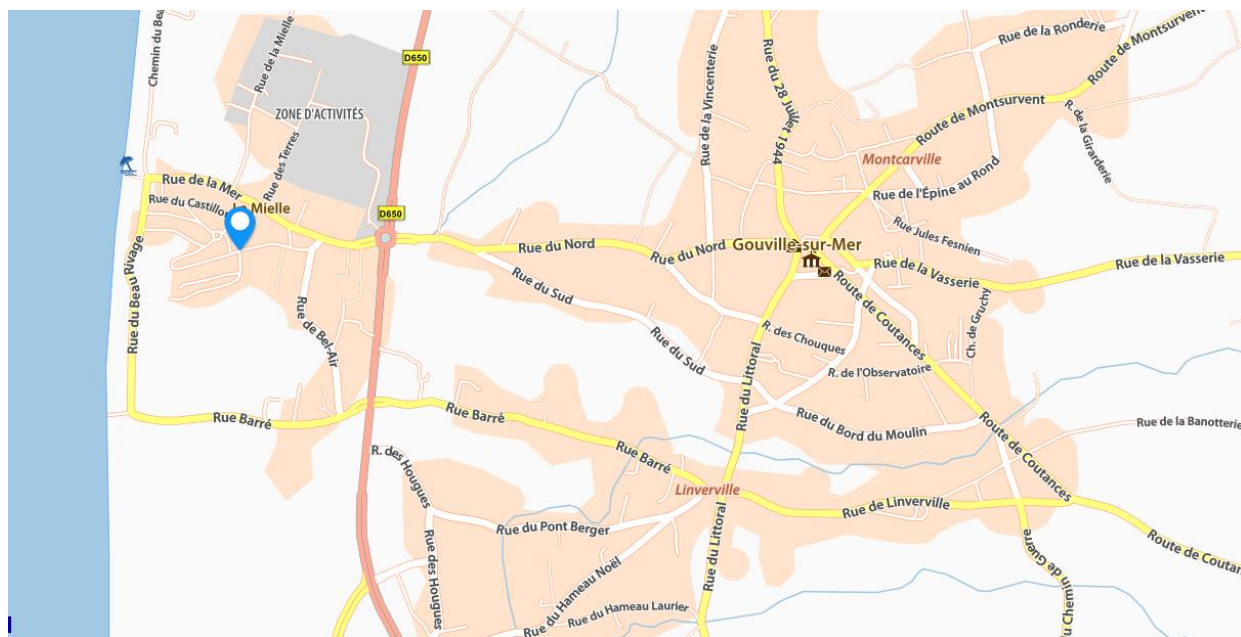 Chemin du Beau
Rue de la Mielle
D650
ZONE D'ACTIVITÉS
Rue des Terres
Rue de la Mer
Rue du Castillon
La Mielle
D650
Rue du Beau Rivage
Rue de Bel-Air
Rue Barré
Rue du Nord
Rue du Nord
Rue du Sud
Rue du Sud
Rue de la Vincenterie
Rue du 28 Juillet 1944
Rue de la Ronderie
Route de Montsurvent
Route de Montsurvent
R. de la Girarderie
Montcarville
Rue de l'Épine au Rond
Rue Jules Fesnien
Gouville-sur-Mer
Rue de la Vasserie
Rue de la Vasserie
Route de Coutances
Ch. de Gruchy
R. des Chouques
R. de l'Observatoire
Rue du Littoral
Rue du Bord du Moulin
Route de Coutances
Rue de la Banotterie
Rue Barré
Rue Barré
R. des Hougues
Linverville
Rue de Linverville
Rue du Pont Berger
Rue des Hougues
Rue du Hameau Noël
Rue du Hameau Laurier
Rue du Littoral
du Chemin de Guerre
Route de Coutan